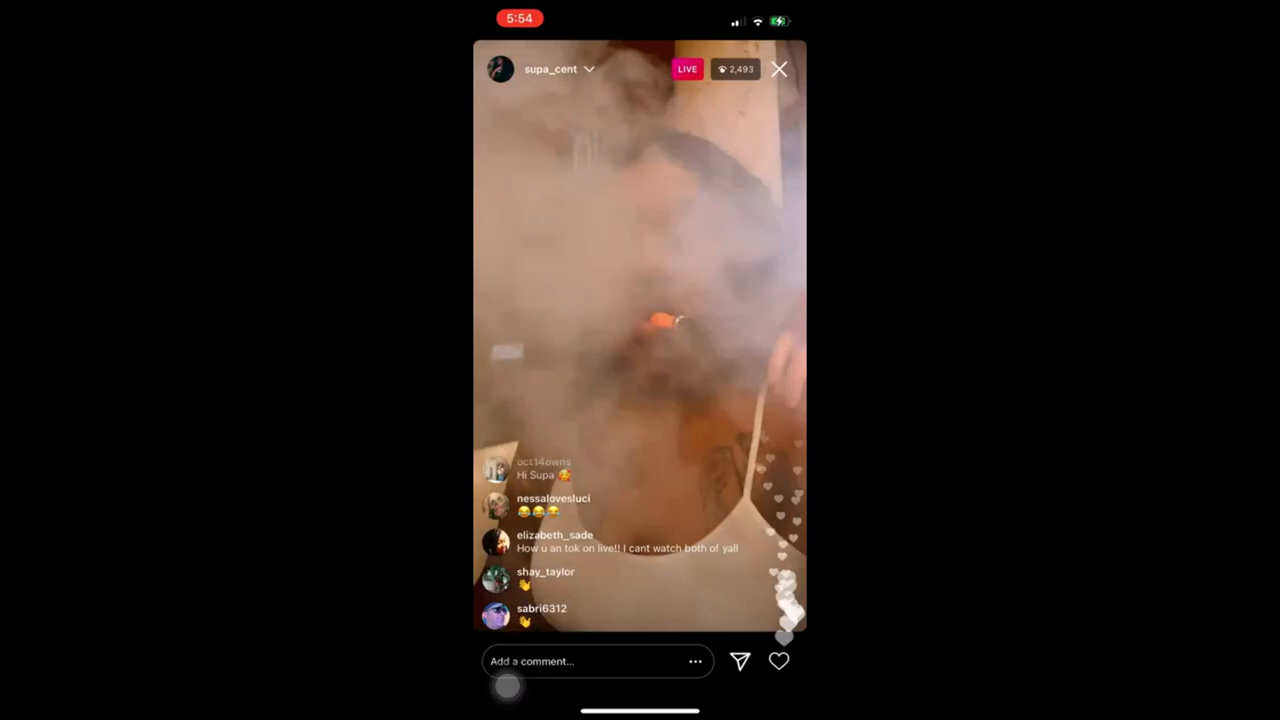 5:54
supa_cent
LIVE
2,493
oct14owns
Hi Supa 🥰
nessalovesluci
😂😂😂
elizabeth_sade
How u an tok on live!! I cant watch both of yall
shay_taylor
👋
sabri6312
👋
Add a comment...